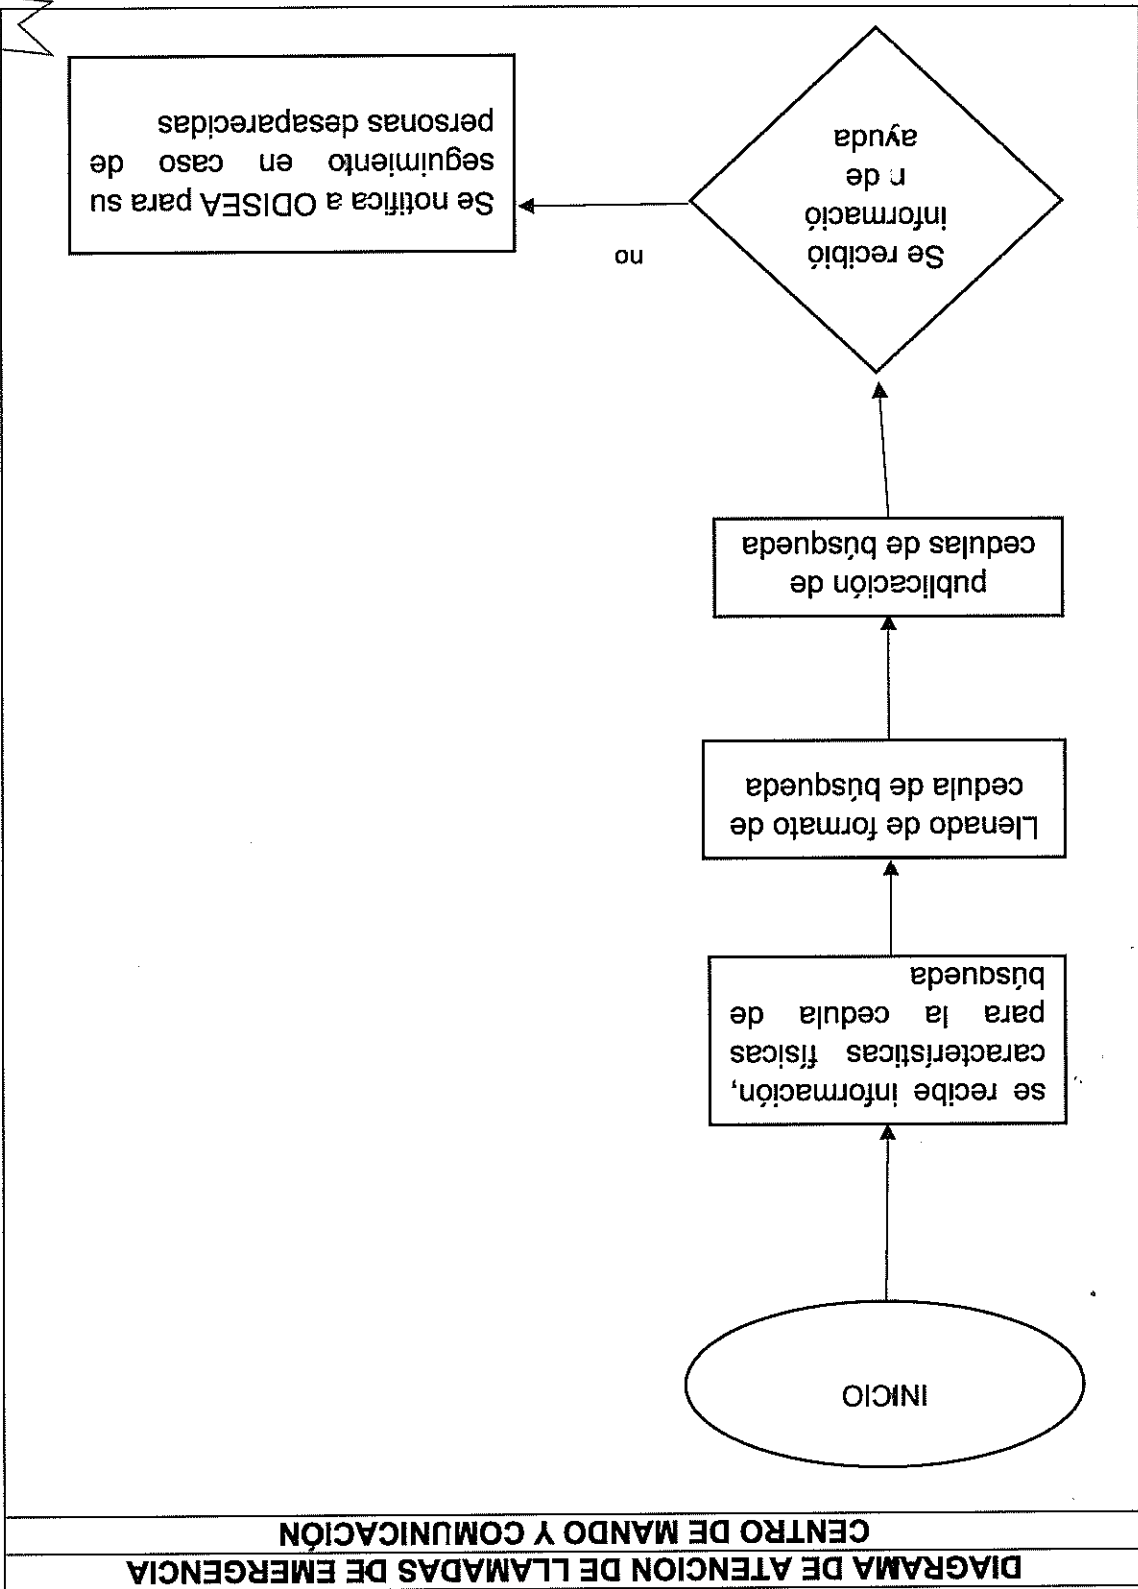 DIAGRAMA DE ATENCION DE LLAMADAS DE EMERGENCIA
CENTRO DE MANDO Y COMUNICACIÓN
INICIO
se recibe información,
características físicas
para la cedula de
búsqueda
Llenado de formato de
cedula de búsqueda
publicación de
cedulas de búsqueda
Se recibió
informació
n de
ayuda
no
Se notifica a ODISEA para su
seguimiento en caso de
personas desaparecidas